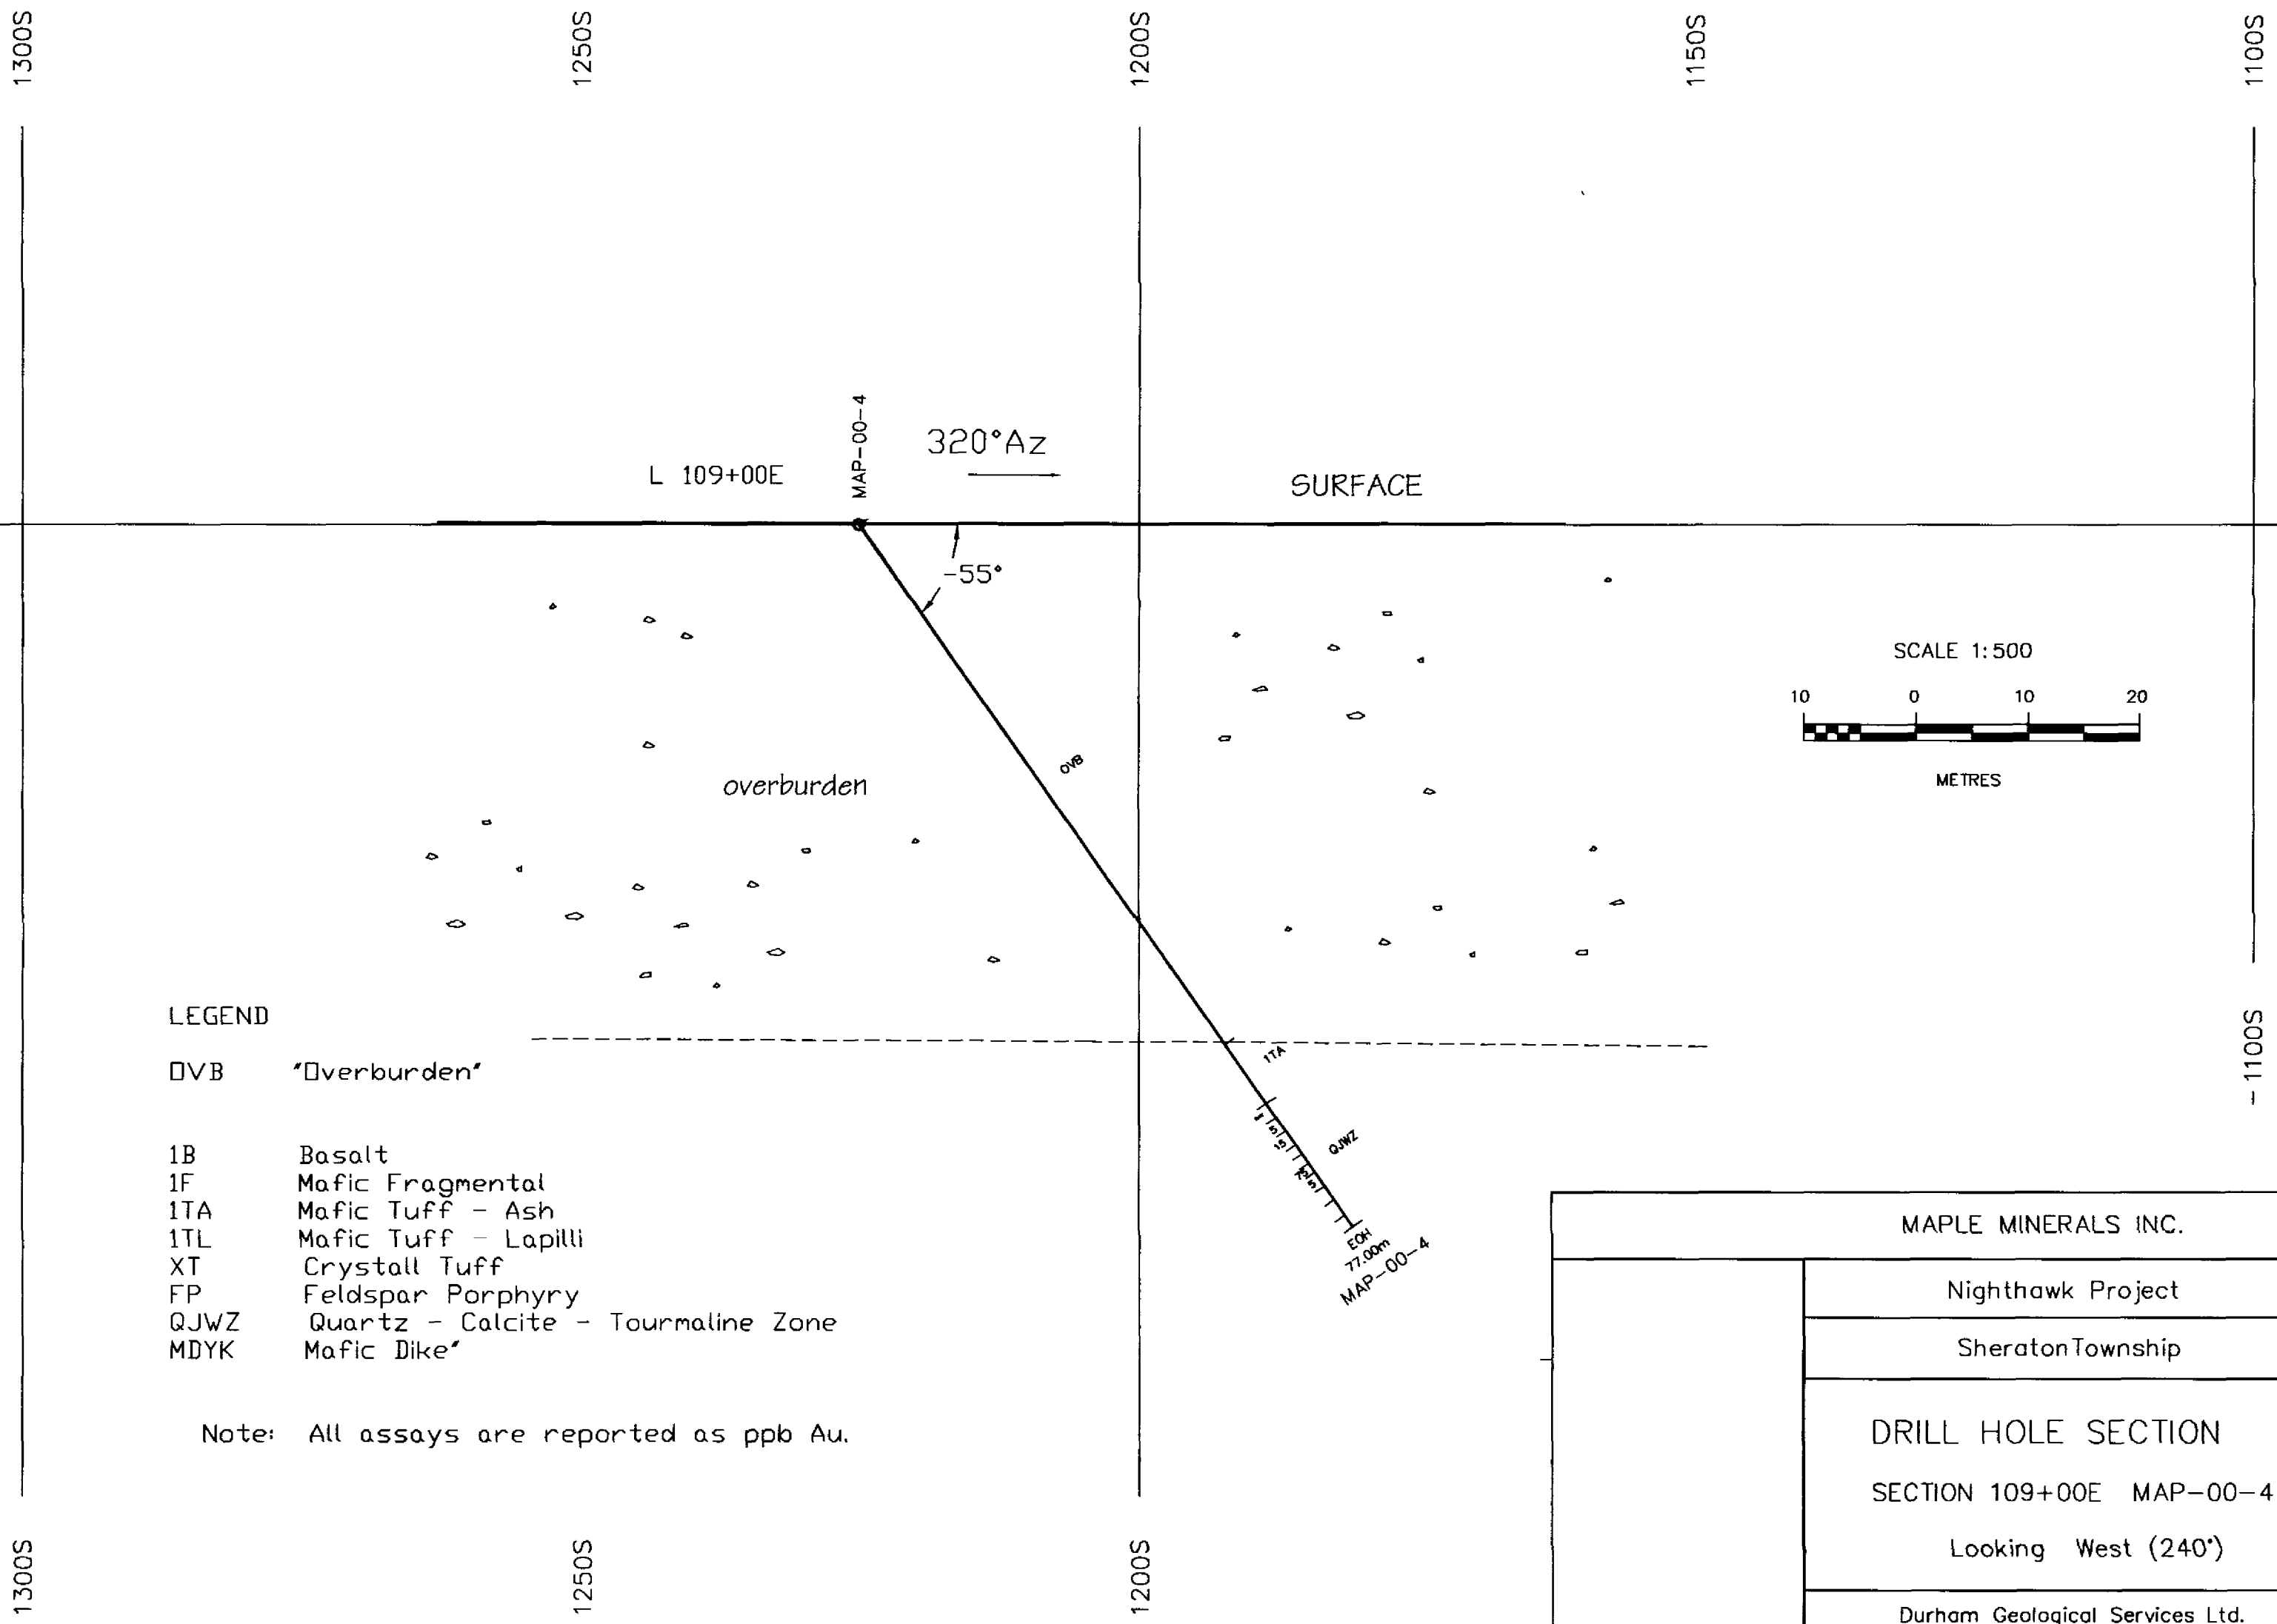 1300S
1250S
1200S
1150S
1100S
MAP-00-4
320°Az
L 109+00E
SURFACE
-55°
SCALE 1:500
10 0 10 20
METRES
OVB
overburden
LEGEND
OVB "Overburden"
1B Basalt
1F Mafic Fragmental
1TA Mafic Tuff - Ash
1TL Mafic Tuff - Lapilli
XT Crystall Tuff
FP Feldspar Porphyry
QJWZ Quartz - Calcite - Tourmaline Zone
MDYK Mafic Dike"
Note: All assays are reported as ppb Au.
1TA
QJWZ
EOH
77.00m
MAP-00-4
-1100S
MAPLE MINERALS INC.
Nighthawk Project
SheratonTownship
DRILL HOLE SECTION
SECTION 109+00E MAP-00-4
Looking West (240°)
Durham Geological Services Ltd.
1300S
1250S
1200S